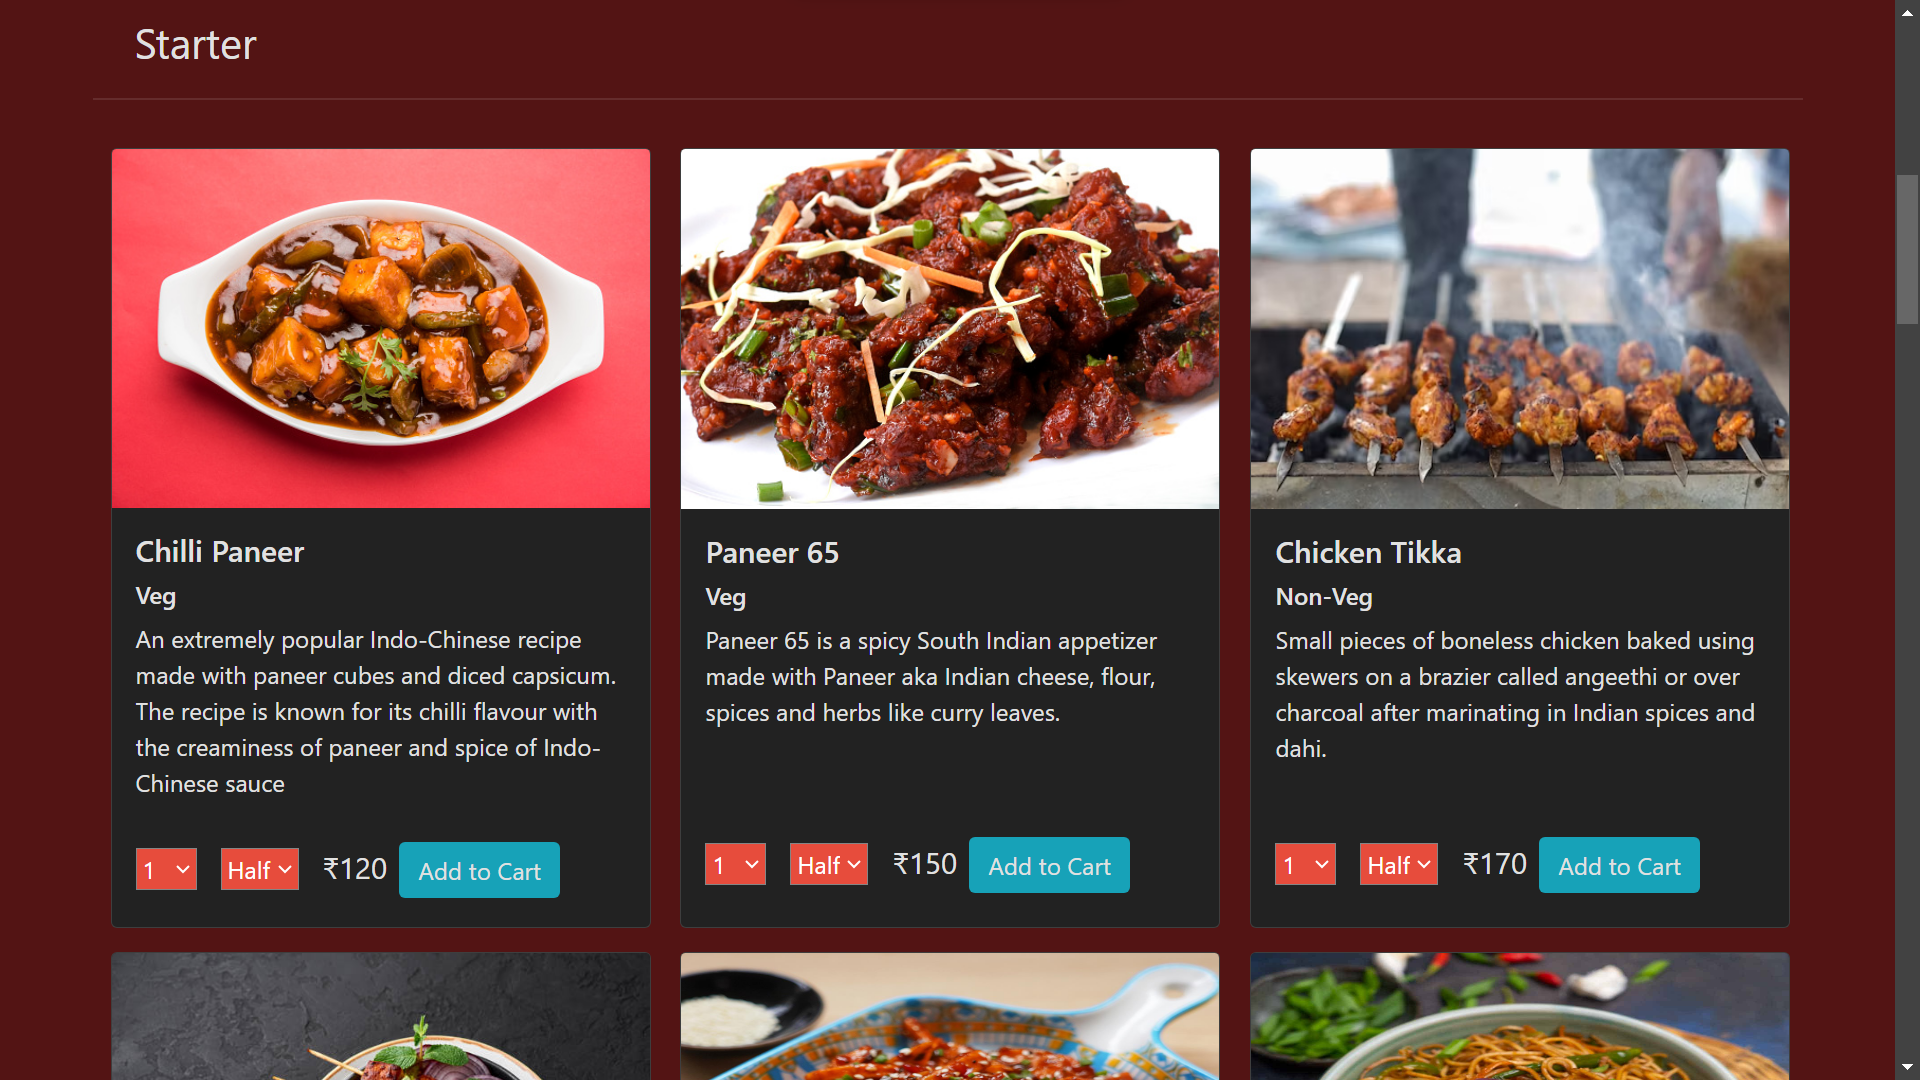 Starter
Chilli Paneer
Veg
An extremely popular Indo-Chinese recipe
made with paneer cubes and diced capsicum.
The recipe is known for its chilli flavour with
the creaminess of paneer and spice of Indo-
Chinese sauce
1 Half ₹120 Add to Cart
Paneer 65
Veg
Paneer 65 is a spicy South Indian appetizer
made with Paneer aka Indian cheese, flour,
spices and herbs like curry leaves.
1 Half ₹150 Add to Cart
Chicken Tikka
Non-Veg
Small pieces of boneless chicken baked using
skewers on a brazier called angeethi or over
charcoal after marinating in Indian spices and
dahi.
1 Half ₹170 Add to Cart